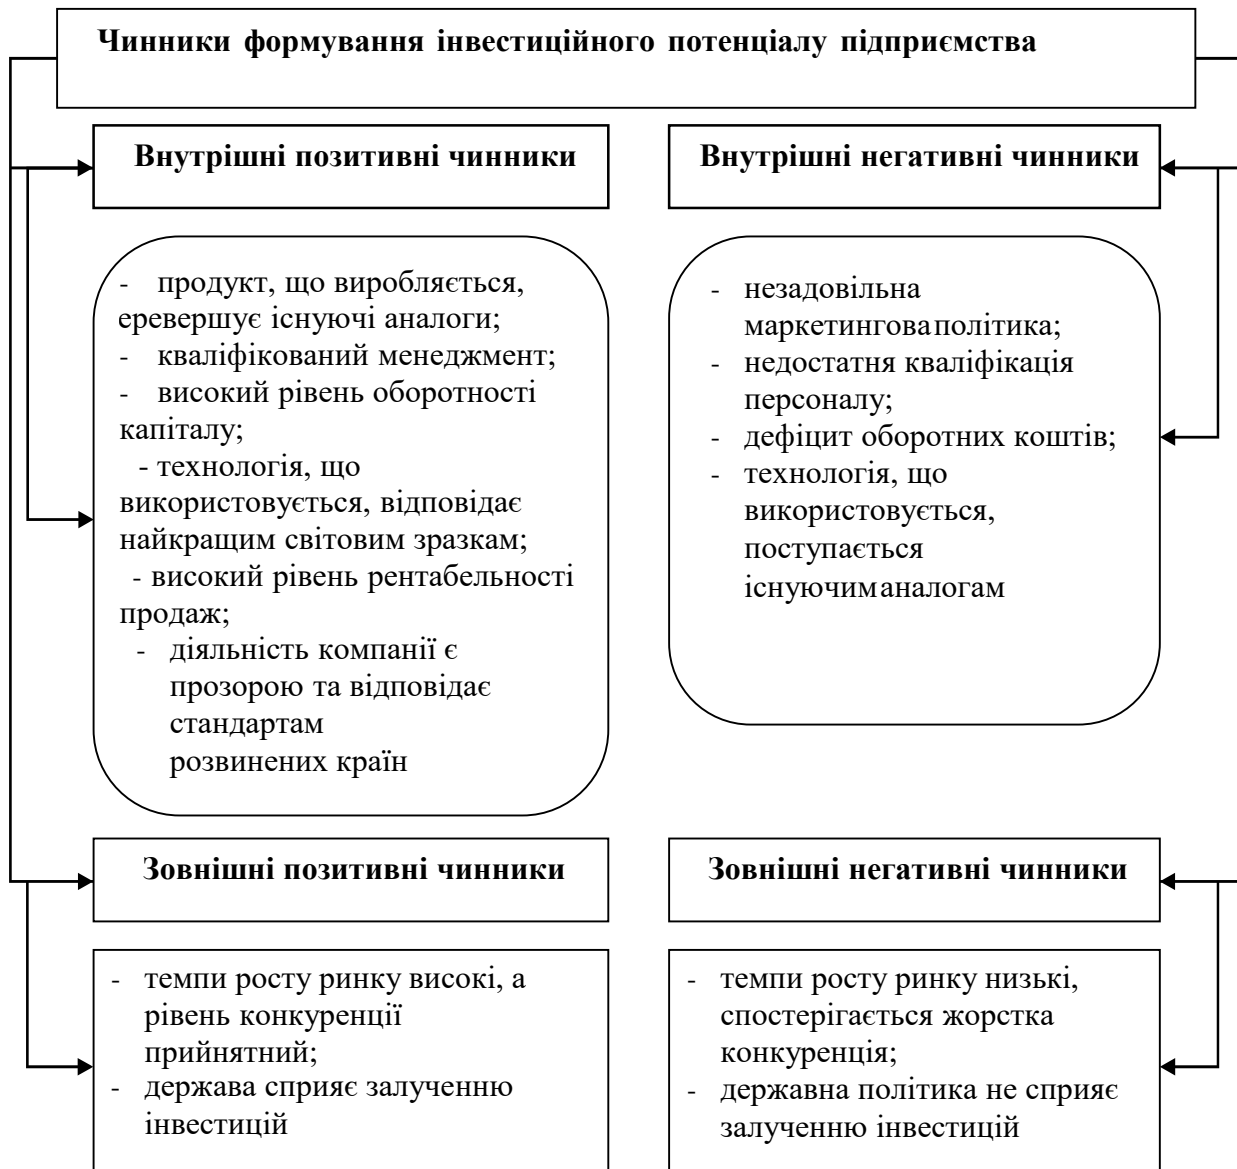 Чинники формування інвестиційного потенціалу підприємства
Внутрішні позитивні чинники
- продукт, що виробляється,
еревершує існуючі аналоги;
- кваліфікований менеджмент;
- високий рівень оборотності
капіталу;
- технологія, що
використовується, відповідає
найкращим світовим зразкам;
- високий рівень рентабельності
продаж;
- діяльність компанії є
прозорою та відповідає
стандартам
розвинених країн
Внутрішні негативні чинники
- незадовільна
маркетинговаполітика;
- недостатня кваліфікація
персоналу;
- дефіцит оборотних коштів;
- технологія, що
використовується,
поступається
існуючиманалогам
Зовнішні позитивні чинники
- темпи росту ринку високі, а
рівень конкуренції
прийнятний;
- держава сприяє залученню
інвестицій
Зовнішні негативні чинники
- темпи росту ринку низькі,
спостерігається жорстка
конкуренція;
- державна політика не сприяє
залученню інвестицій